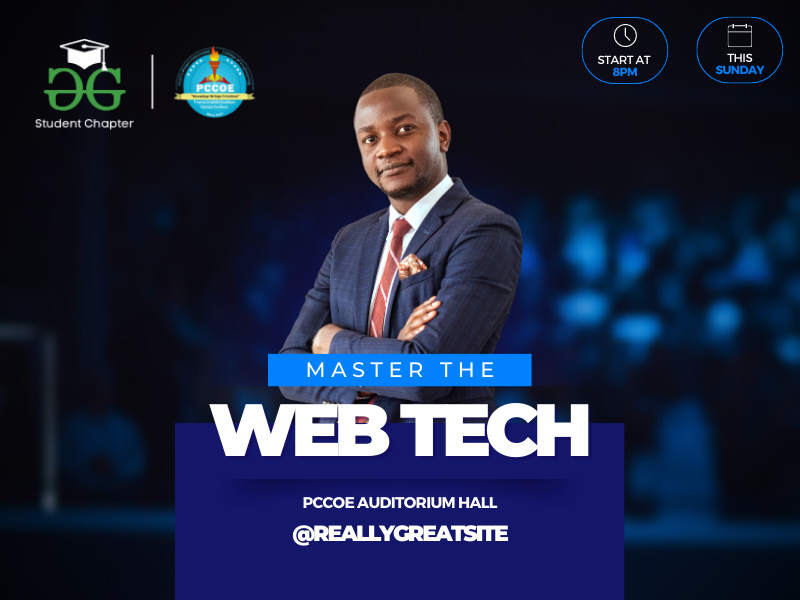 Student Chapter
PCCOE
START AT
8PM
THIS
SUNDAY
MASTER THE
WEB TECH
PCCOE AUDITORIUM HALL
@REALLYGREATSITE